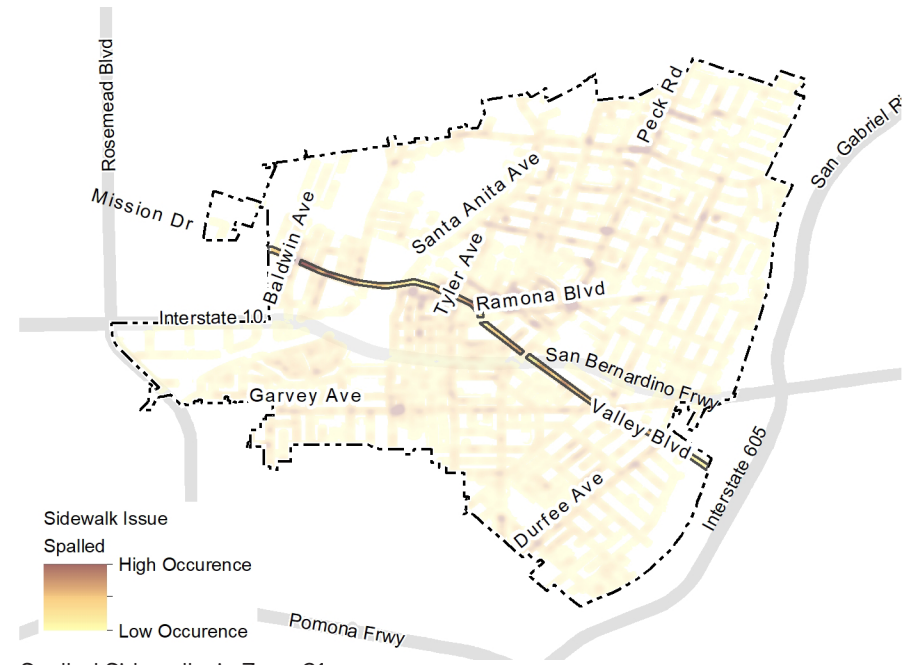 Rosemead Blvd
Peck Rd
San Gabriel
Mission Dr
Santa Anita Ave
Baldwin Ave
Tyler Ave
Ramona Blvd
Interstate 10
San Bernardino Frwy
Garvey Ave
Valley Blvd
Interstate 605
Durfee Ave
Sidewalk Issue
Spalled
High Occurence
Low Occurence
Pomona Frwy